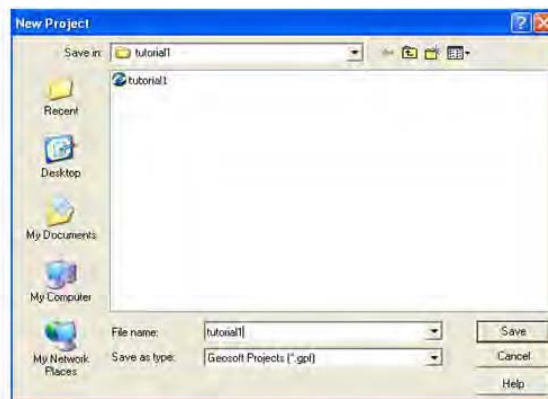 New Project
Save in: tutorial1
tutorial1
Recent
Desktop
My Documents
My Computer
My Network
Places
File name: tutorial1
Save as type: Geosoft Projects (*.gpf)
Save
Cancel
Help